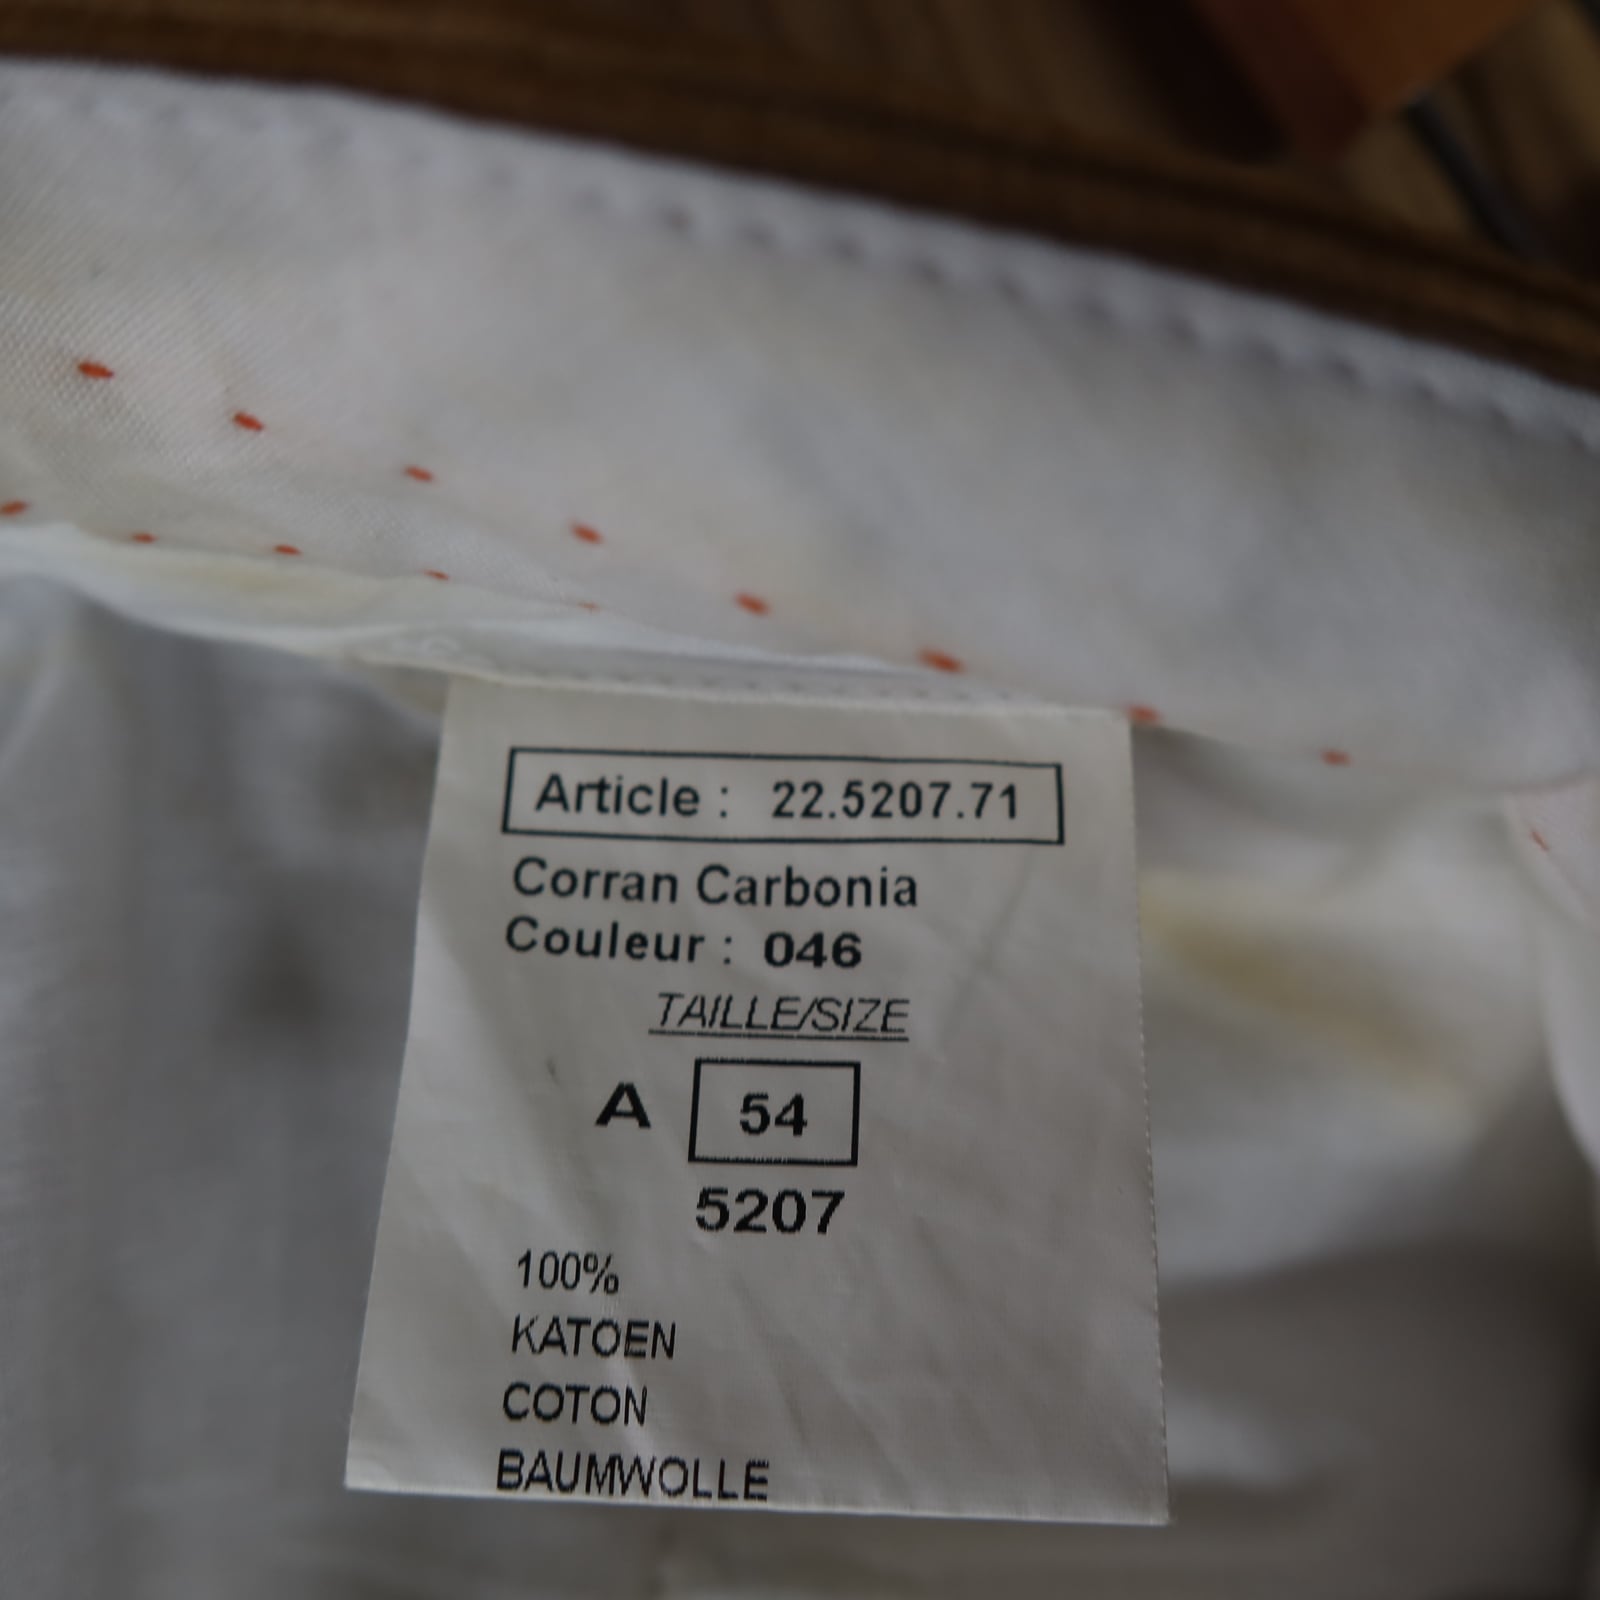 Article : 22.5207.71
Corran Carbonia
Couleur : 046
TAILLE/SIZE
A 54
5207
100%
KATOEN
COTON
BAUMWOLLE